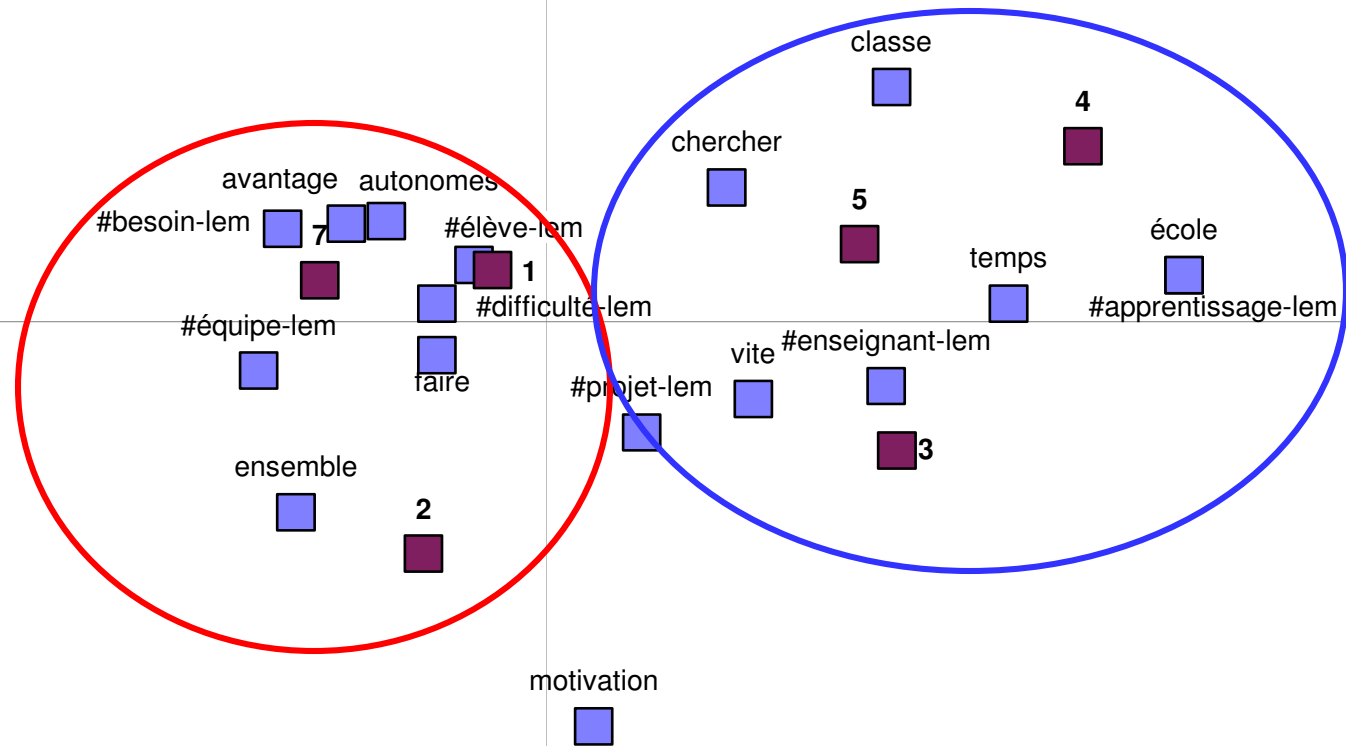 classe
4
chercher
avantage
autonomes
5
#besoin-lem
7
#élève-lem
école
1
temps
#difficulté-lem
#apprentissage-lem
#équipe-lem
#enseignant-lem
vite
faire
#projet-lem
3
ensemble
2
motivation